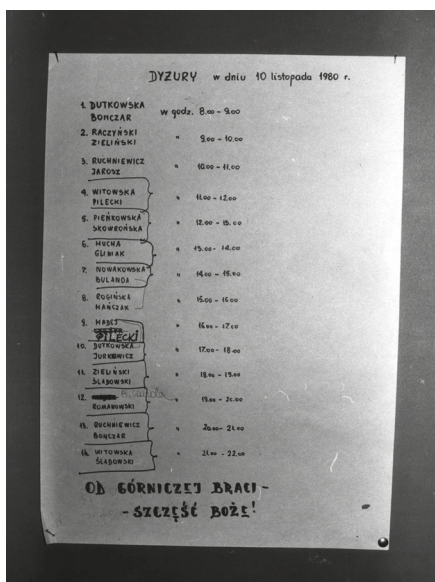 DYŻURY w dniu 10 listopada 1980 r.
1. DUTKOWSKA
BONCZAR w godz. 8.00 - 9.00
2. RACZYŃSKI
ZIELIŃSKI " 9.00 - 10.00
3. RUCHNIEWICZ
JAROSZ " 10.00 - 11.00
4. WITOWSKA
PILECKI " 11.00 - 12.00
5. PIEŃKOWSKA
SKOWROŃSKA " 12.00 - 13.00
6. MUCHA
GLINIAK " 13.00 - 14.00
7. NOWAKOWSKA
BULANDA " 14.00 - 15.00
8. ROGIŃSKA
HAŃCZAK " 15.00 - 16.00
9. MADEJ
PILECKI " 16.00 - 17.00
10. DUTKOWSKA
JURKIEWICZ " 17.00 - 18.00
11. ZIELIŃSKI
ŚLADOWSKI " 18.00 - 19.00
12.
ROMANOWSKI " 19.00 - 20.00
13. RUCHNIEWICZ
BONCZAR " 20.00 - 21.00
14. WITOWSKA
ŚLADOWSKI " 21.00 - 22.00
OD GÓRNICZEJ BRACI -
- SZCZĘŚĆ BOŻE!